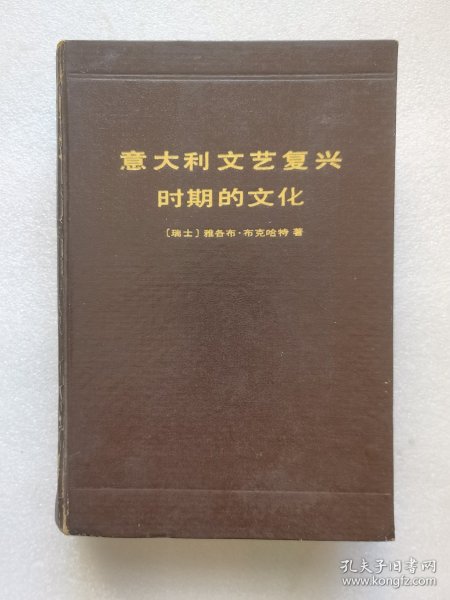 意大利文艺复兴
时期的文化
〔瑞士〕雅各布·布克哈特 著
孔夫子旧书网
www.kongfz.com